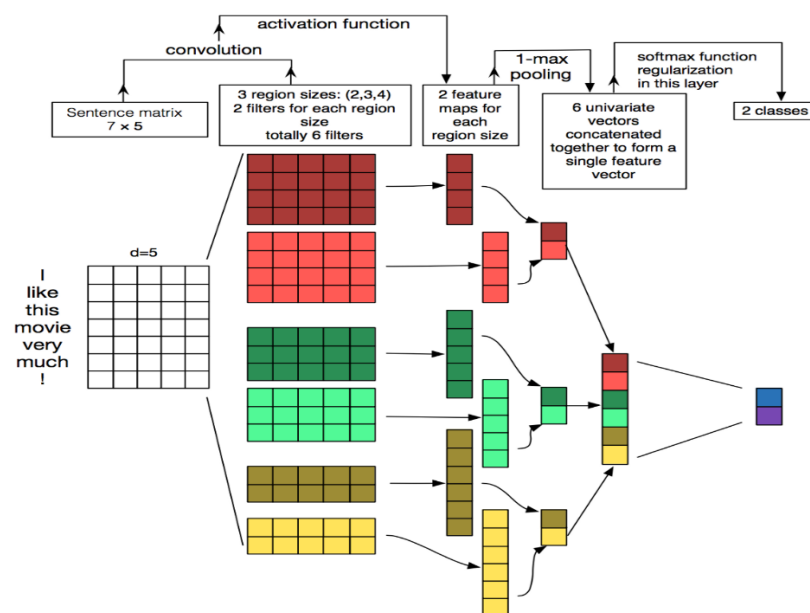 activation function
convolution
1-max
pooling
softmax function
regularization
in this layer
Sentence matrix
7 × 5
3 region sizes: (2,3,4)
2 filters for each region
size
totally 6 filters
2 feature
maps for
each
region size
6 univariate
vectors
concatenated
together to form a
single feature
vector
2 classes
d=5
I
like
this
movie
very
much
!